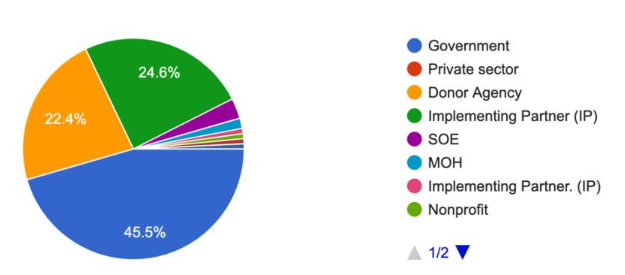 24.6%
22.4%
45.5%
Government
Private sector
Donor Agency
Implementing Partner (IP)
SOE
MOH
Implementing Partner. (IP)
Nonprofit
1/2